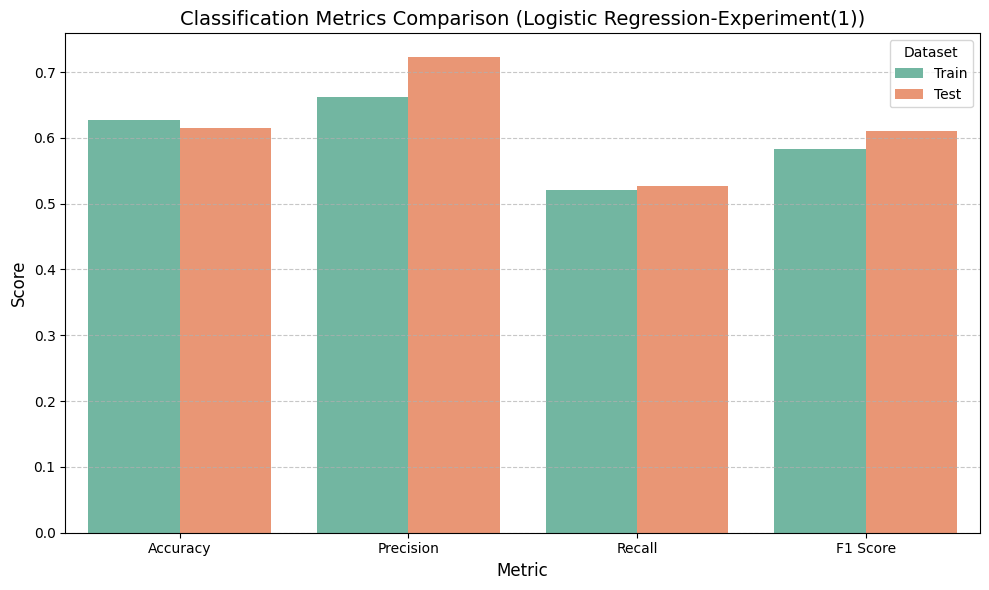 Classification Metrics Comparison (Logistic Regression-Experiment(1))
Dataset
Train
Test
Score
0.7
0.6
0.5
0.4
0.3
0.2
0.1
0.0
Accuracy Precision Recall F1 Score
Metric